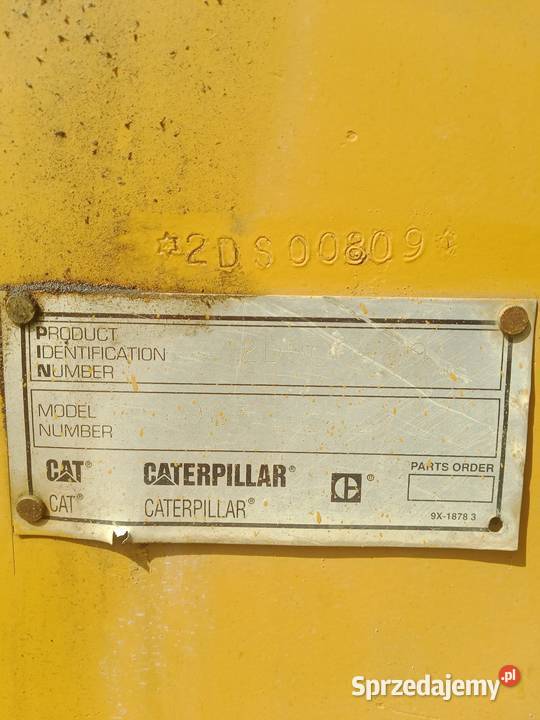 ☆2DS00809☆
PRODUCT
IDENTIFICATION
NUMBER
MODEL
NUMBER
CAT® CATERPILLAR® C® PARTS ORDER
CAT® CATERPILLAR®
9X-1878 3
Sprzedajemy.pl